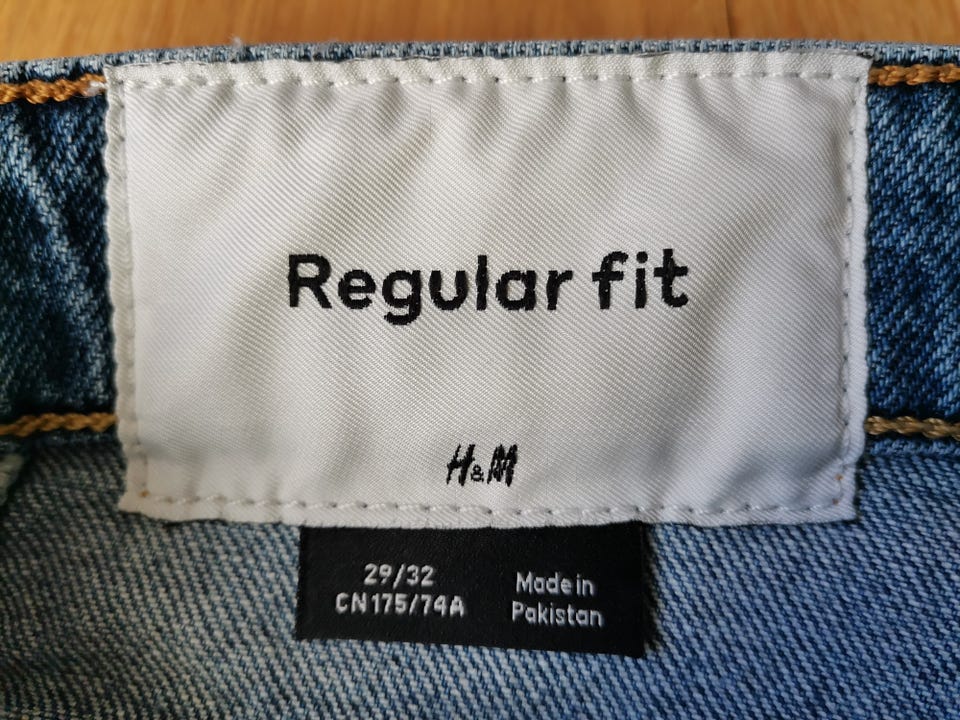 Regular fit
H&M
29/32
CN175/74A
Made in
Pakistan